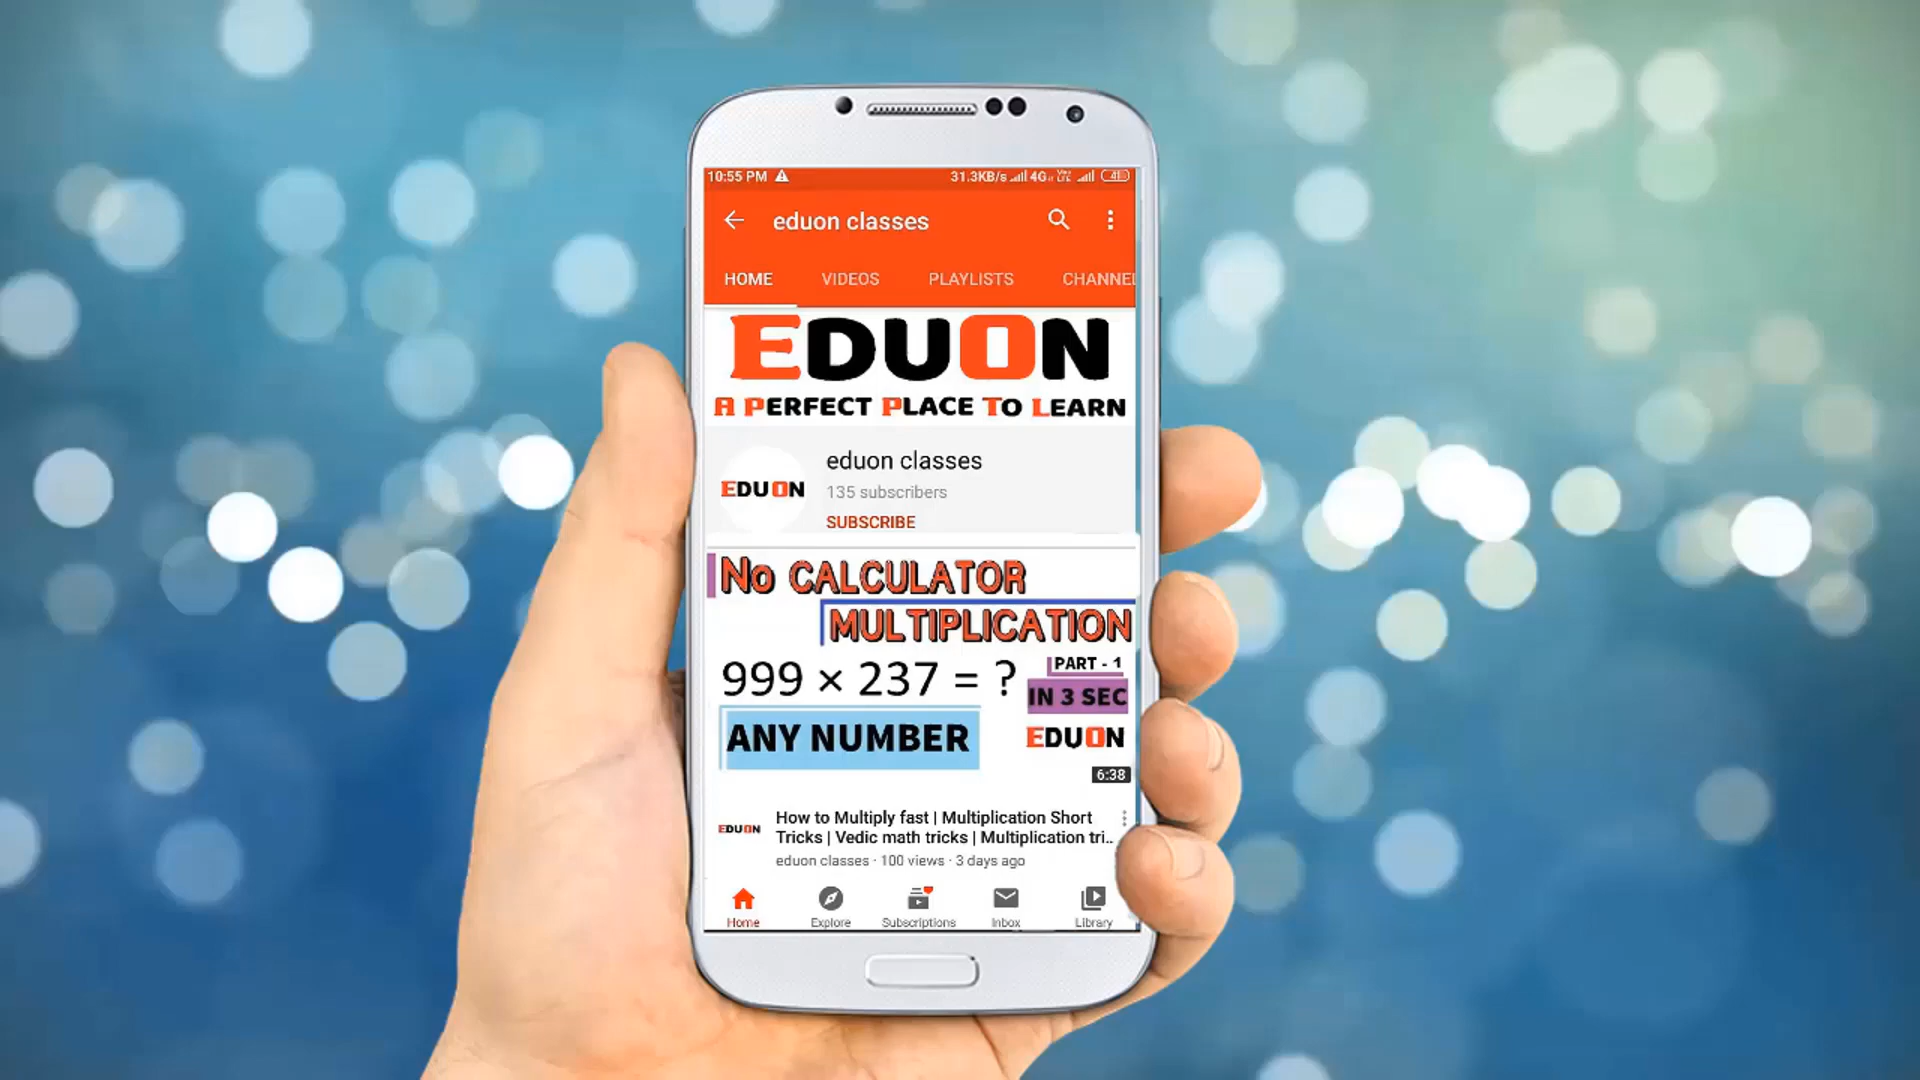 10:55 PM 31.3KB/s 4G
eduon classes
HOME VIDEOS PLAYLISTS CHANNEL
EDUON
A PERFECT PLACE TO LEARN
EDUON
eduon classes
135 subscribers
SUBSCRIBE
No CALCULATOR
MULTIPLICATION
999 × 237 = ?
PART - 1
IN 3 SEC
ANY NUMBER
EDUON
6:38
EDUON
How to Multiply fast | Multiplication Short
Tricks | Vedic math tricks | Multiplication tri..
eduon classes · 100 views · 3 days ago
Home Explore Subscriptions Inbox Library